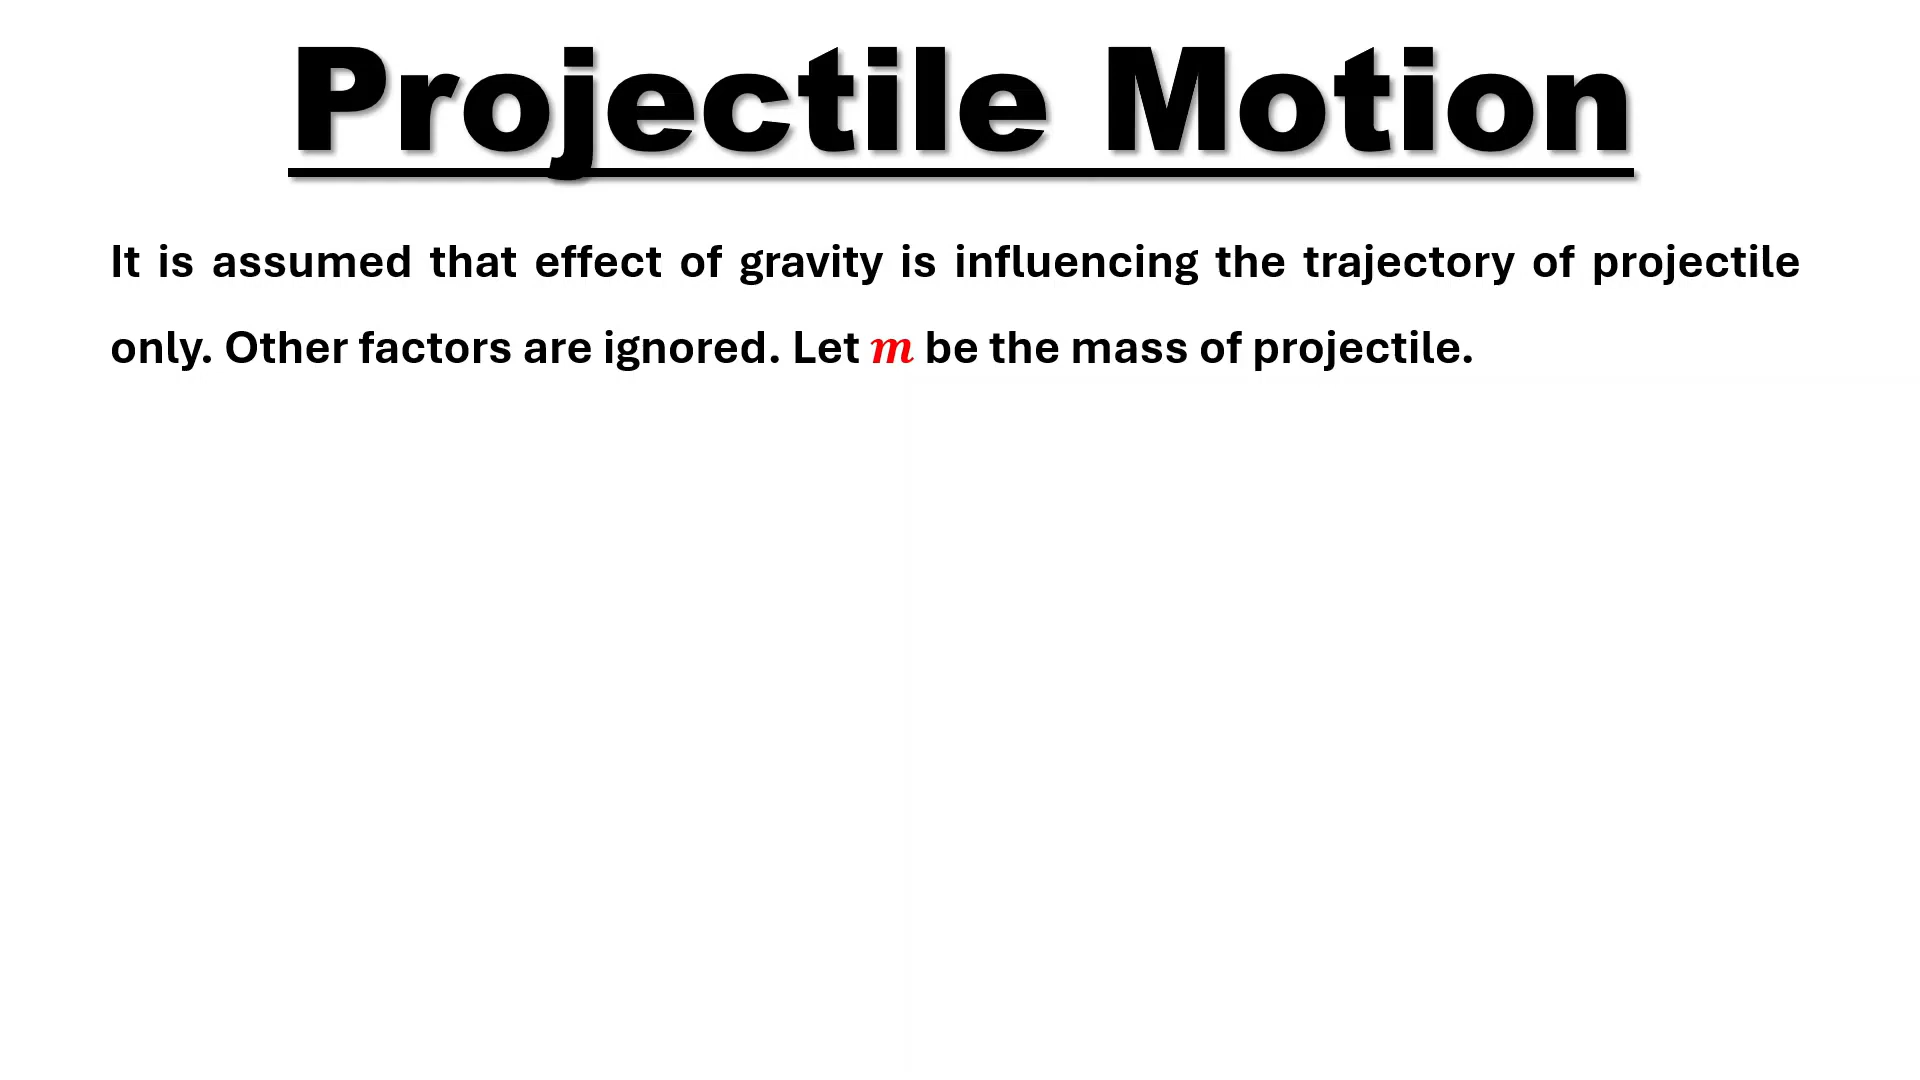 Projectile Motion
It is assumed that effect of gravity is influencing the trajectory of projectile
only. Other factors are ignored. Let m be the mass of projectile.